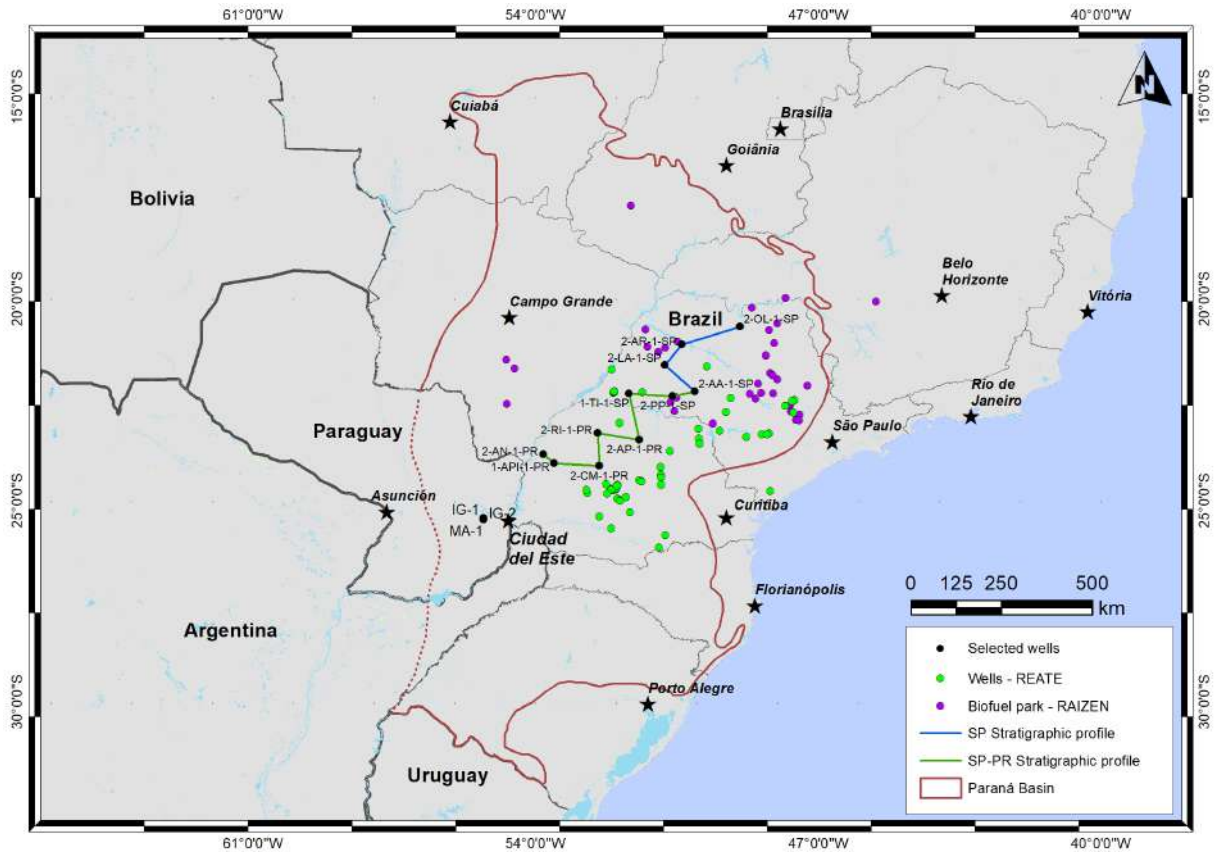 61°0'0"W 54°0'0"W 47°0'0"W 40°0'0"W
15°0'0"S
15°0'0"S
N
Cuiabá
Brasília
Goiânia
Bolivia
20°0'0"S
20°0'0"S
Belo
Horizonte
Vitória
Campo Grande
Brazil
2-OL-1-SP
2-AR-1-SP
2-LA-1-SP
2-AA-1-SP
1-TI-1-SP
2-PP-1-SP
Rio de
Janeiro
São Paulo
Paraguay
2-RI-1-PR
2-AP-1-PR
2-AN-1-PR
1-API-1-PR
2-CM-1-PR
25°0'0"S
25°0'0"S
Asunción
IG-1
IG-2
MA-1
Ciudad
del Este
Curitiba
Florianópolis
0 125 250 500
km
Argentina
Porto Alegre
30°0'0"S
30°0'0"S
Uruguay
Selected wells
Wells - REATE
Biofuel park - RAIZEN
SP Stratigraphic profile
SP-PR Stratigraphic profile
Paraná Basin
61°0'0"W 54°0'0"W 47°0'0"W 40°0'0"W